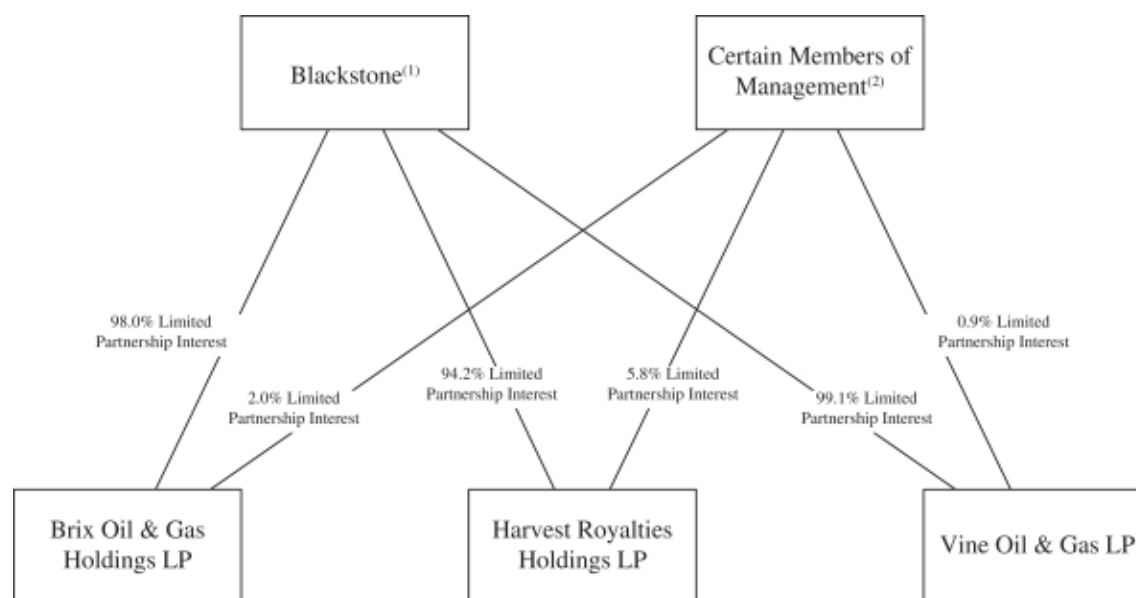 Blackstone(1)
Certain Members of
Management(2)
98.0% Limited
Partnership Interest
0.9% Limited
Partnership Interest
2.0% Limited
Partnership Interest
94.2% Limited
Partnership Interest
5.8% Limited
Partnership Interest
99.1% Limited
Partnership Interest
Brix Oil & Gas
Holdings LP
Harvest Royalties
Holdings LP
Vine Oil & Gas LP